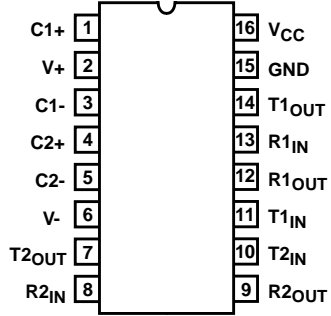 C1+ 1 16 VCC
V+ 2 15 GND
C1- 3 14 T1OUT
C2+ 4 13 R1IN
C2- 5 12 R1OUT
V- 6 11 T1IN
T2OUT 7 10 T2IN
R2IN 8 9 R2OUT